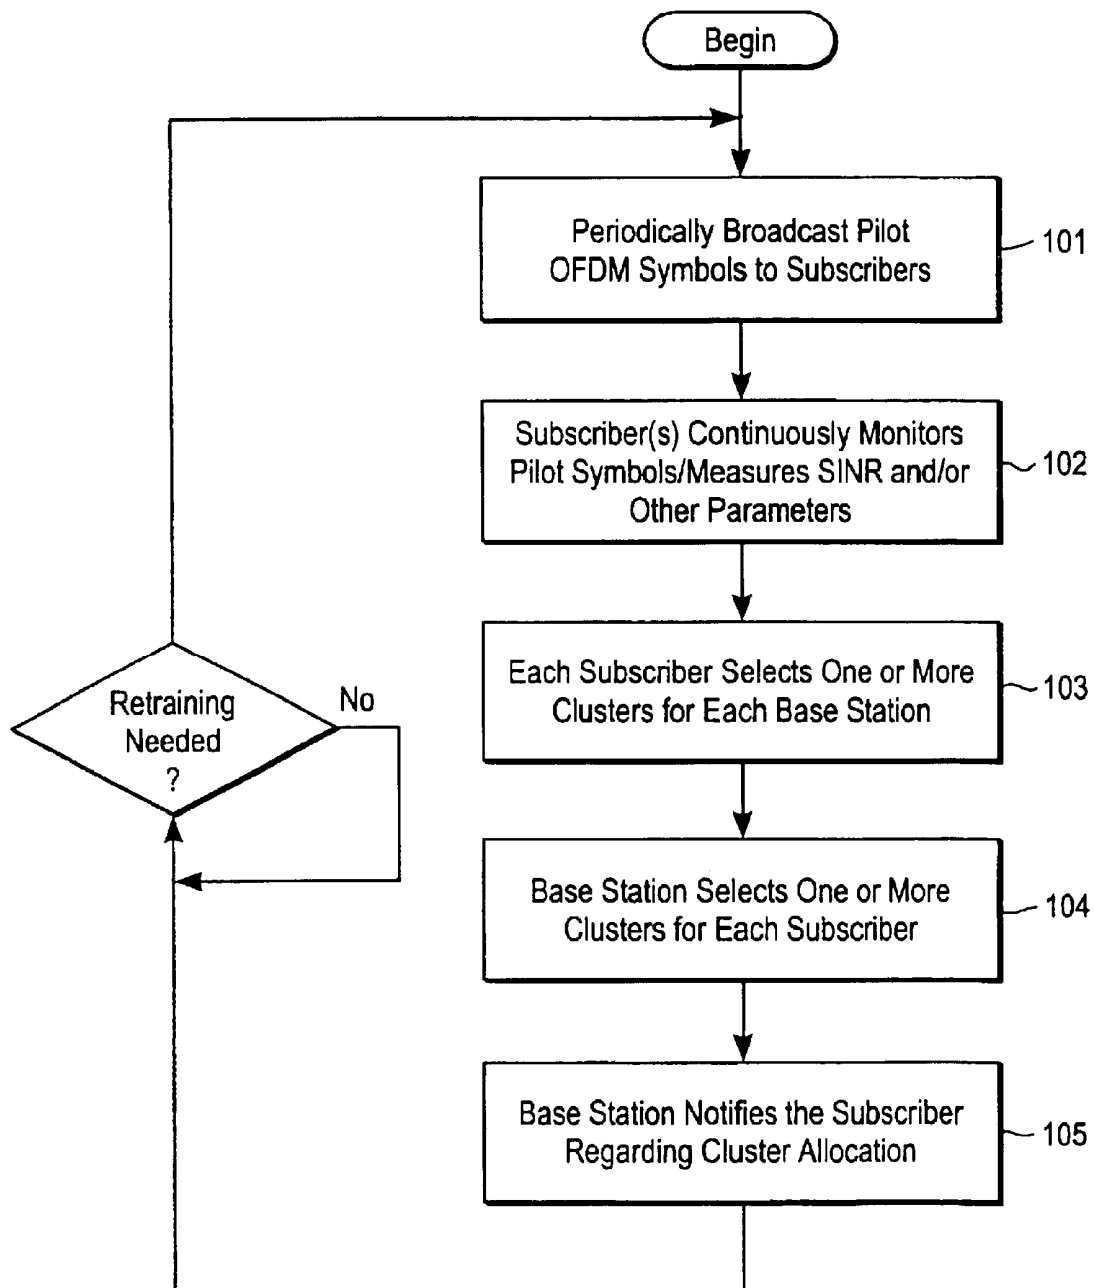 Begin
Periodically Broadcast Pilot
OFDM Symbols to Subscribers
101
Subscriber(s) Continuously Monitors
Pilot Symbols/Measures SINR and/or
Other Parameters
102
Each Subscriber Selects One or More
Clusters for Each Base Station
103
Retraining
Needed
?
No
Base Station Selects One or More
Clusters for Each Subscriber
104
Base Station Notifies the Subscriber
Regarding Cluster Allocation
105